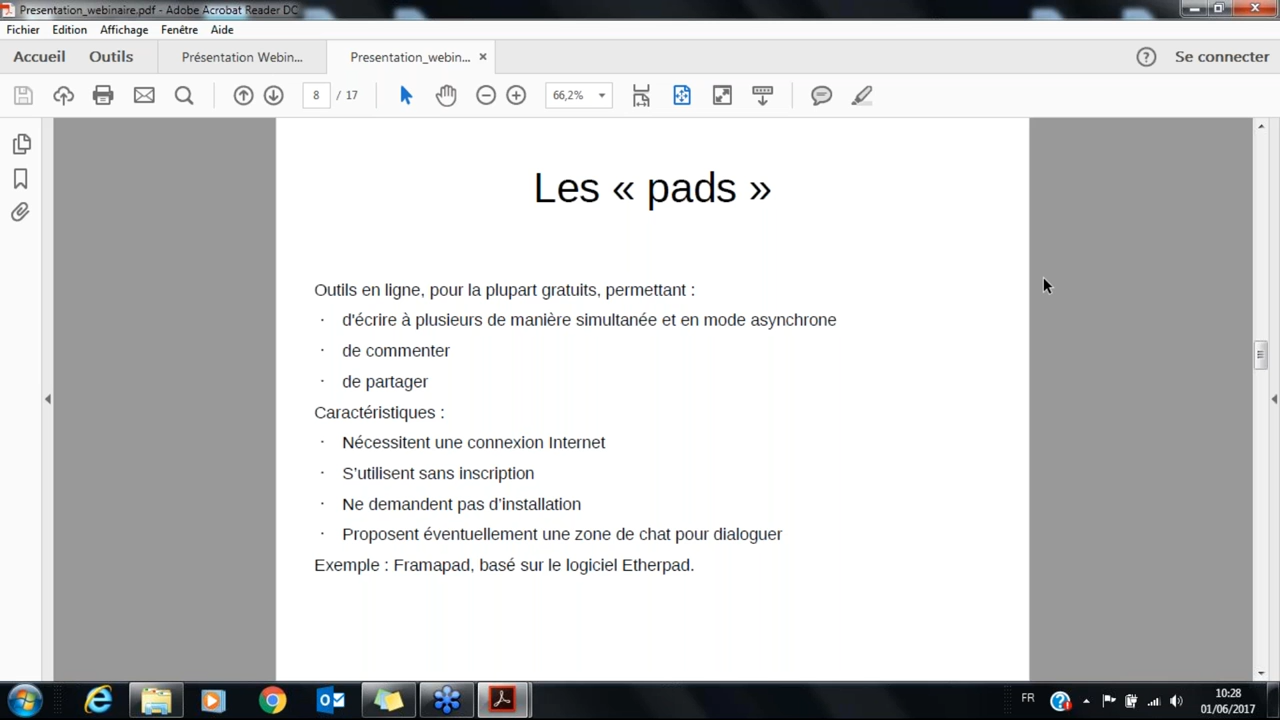 Presentation_webinaire.pdf - Adobe Acrobat Reader DC
Fichier Edition Affichage Fenêtre Aide
Accueil Outils Présentation Webin... Presentation_webin... × ? Se connecter
8 / 17 66,2%
Les « pads »
Outils en ligne, pour la plupart gratuits, permettant :
· d'écrire à plusieurs de manière simultanée et en mode asynchrone
· de commenter
· de partager
Caractéristiques :
· Nécessitent une connexion Internet
· S’utilisent sans inscription
· Ne demandent pas d’installation
· Proposent éventuellement une zone de chat pour dialoguer
Exemple : Framapad, basé sur le logiciel Etherpad.
FR 10:28
01/06/2017